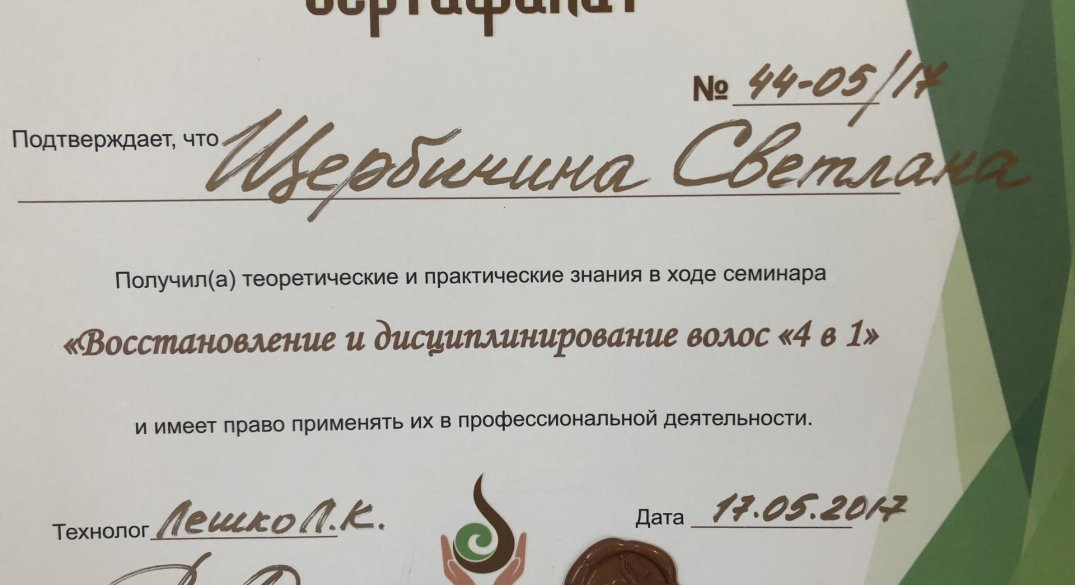 сертификат
№ 44-05/17
Подтверждает, что Щербинина Светлана
Получил(а) теоретические и практические знания в ходе семинара
«Восстановление и дисциплинирование волос «4 в 1»
и имеет право применять их в профессиональной деятельности.
Технолог Лешко Л.К.
Дата 17.05.2017